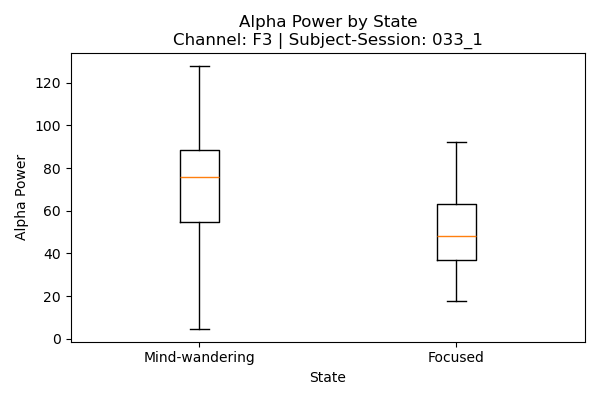 Alpha Power by State
Channel: F3 | Subject-Session: 033_1
Alpha Power
120
100
80
60
40
20
0
Mind-wandering
Focused
State